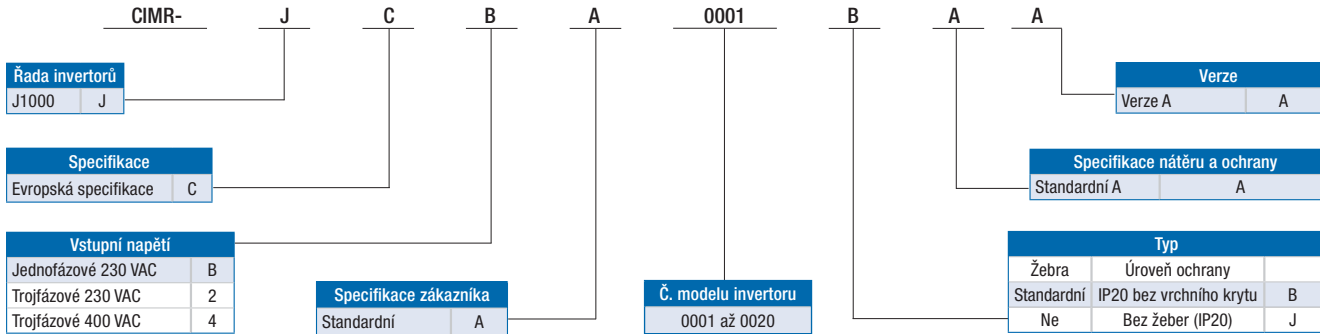 CIMR- J C B A 0001 B A A
Řada invertorů
J1000 J
Specifikace
Evropská specifikace C
Vstupní napětí
Jednofázové 230 VAC B
Trojfázové 230 VAC 2
Trojfázové 400 VAC 4
Specifikace zákazníka
Standardní A
Č. modelu invertoru
0001 až 0020
Verze
Verze A A
Specifikace nátěru a ochrany
Standardní A A
Typ
Žebra Úroveň ochrany
Standardní IP20 bez vrchního krytu B
Ne Bez žeber (IP20) J